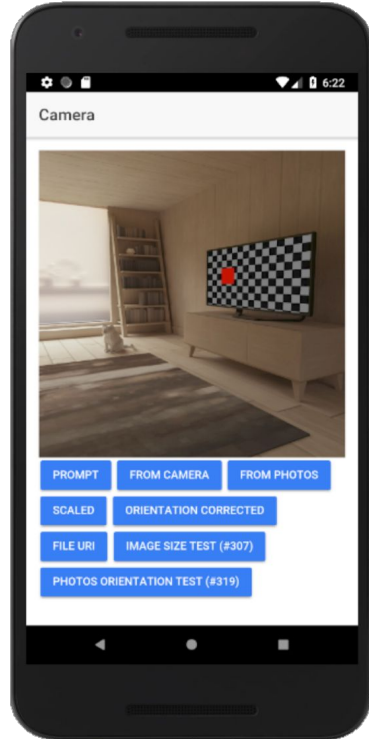 6:22
Camera
PROMPT FROM CAMERA FROM PHOTOS
SCALED ORIENTATION CORRECTED
FILE URI IMAGE SIZE TEST (#307)
PHOTOS ORIENTATION TEST (#319)